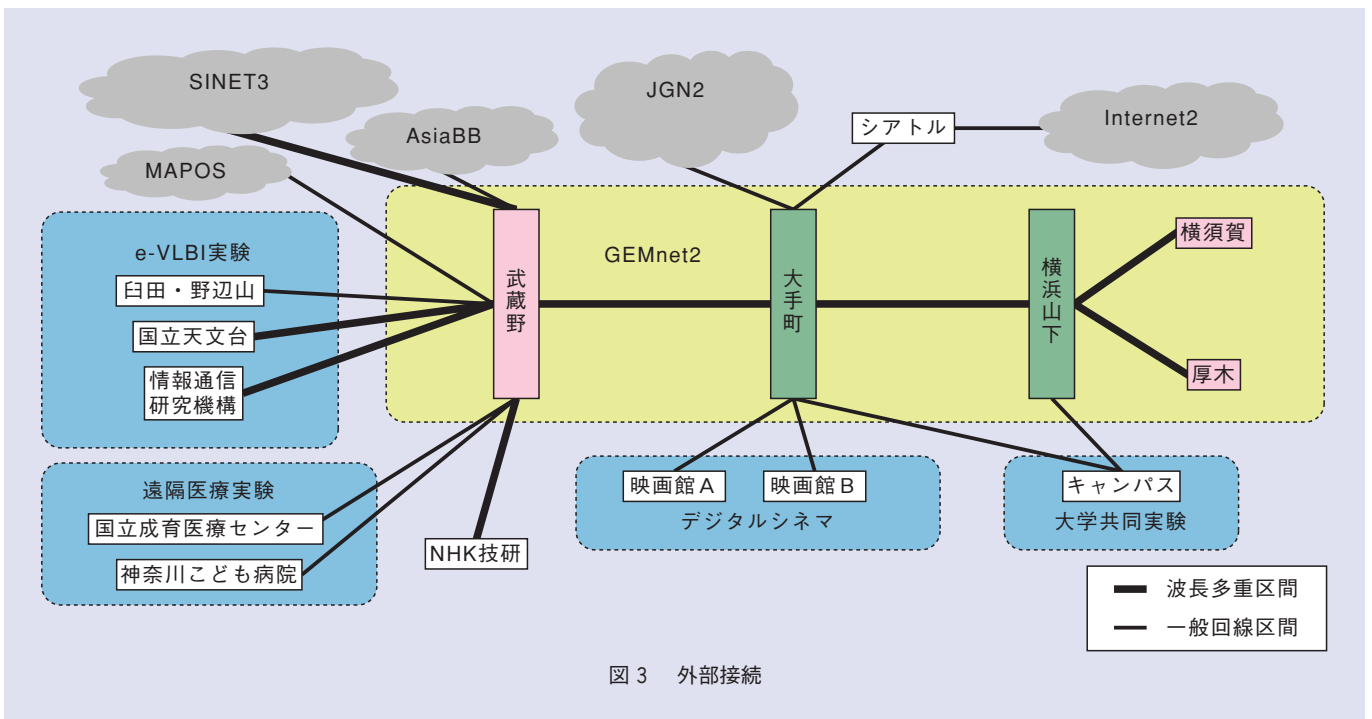 SINET3
AsiaBB
MAPOS
JGN2
シアトル
Internet2
e-VLBI実験
臼田・野辺山
国立天文台
情報通信
研究機構
GEMnet2
武蔵野
大手町
横浜山下
横須賀
厚木
遠隔医療実験
国立成育医療センター
神奈川こども病院
NHK技研
映画館A
映画館B
デジタルシネマ
キャンパス
大学共同実験
波長多重区間
一般回線区間
図3 外部接続